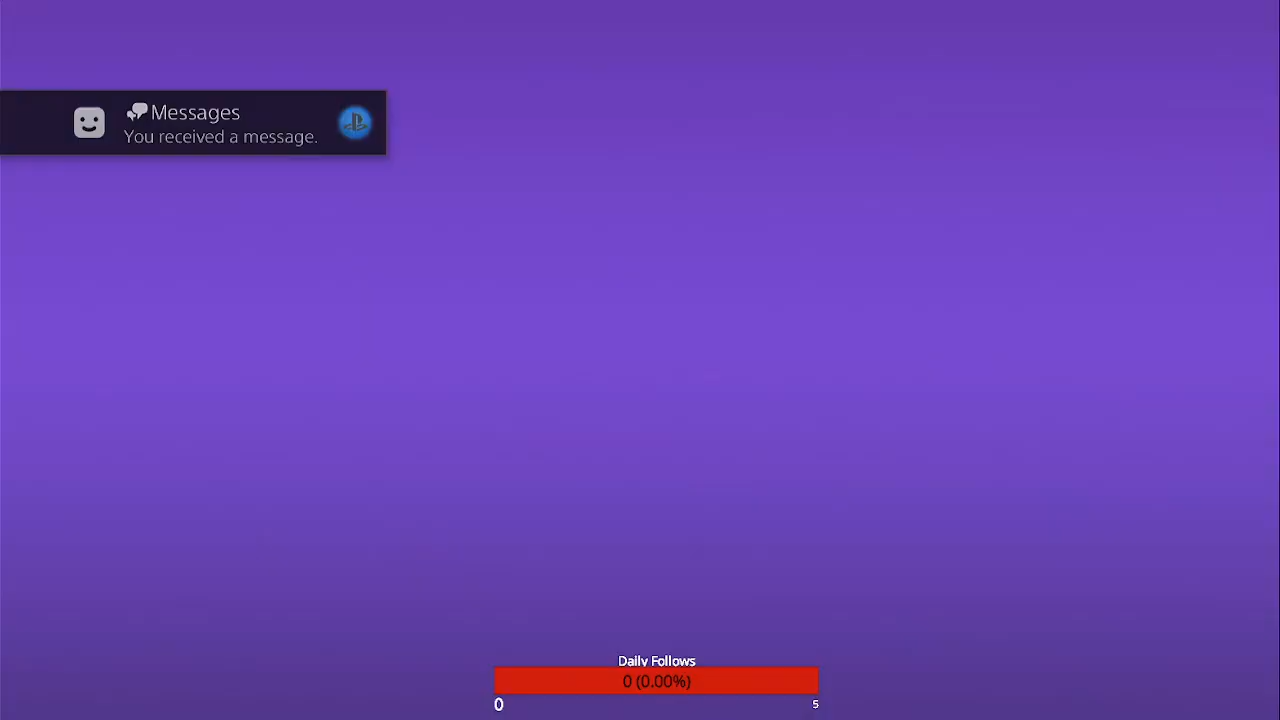 Messages
You received a message.
Daily Follows
0 (0.00%)
0
5